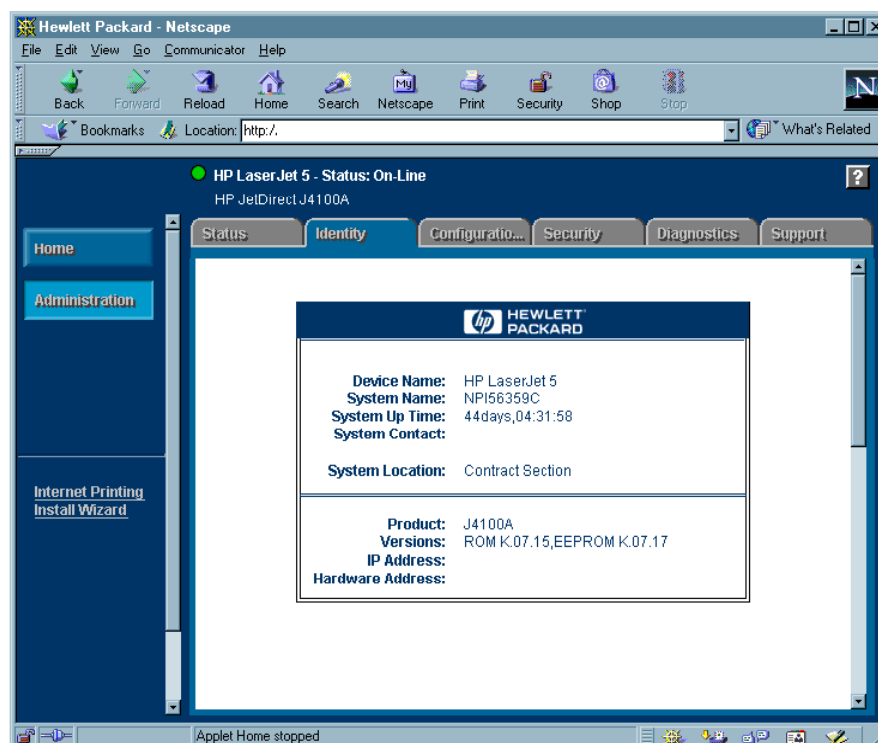 Hewlett Packard - Netscape
File Edit View Go Communicator Help
Back Forward Reload Home Search Netscape Print Security Shop Stop
My
N
Bookmarks Location: http:/. What's Related
HP LaserJet 5 - Status: On-Line
?
HP JetDirect J4100A
Status Identity Configuratio... Security Diagnostics Support
Home
Administration
Internet Printing
Install Wizard
hp HEWLETT
PACKARD
Device Name: HP LaserJet 5
System Name: NPI56359C
System Up Time: 44days,04:31:58
System Contact:
System Location: Contract Section
Product: J4100A
Versions: ROM K.07.15,EEPROM K.07.17
IP Address:
Hardware Address:
Applet Home stopped